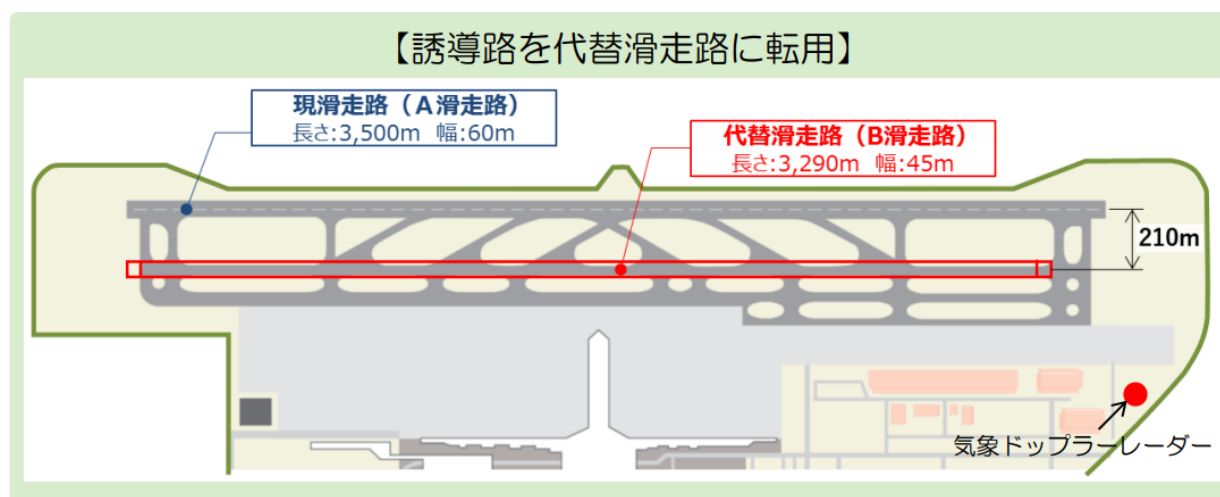 【誘導路を代替滑走路に転用】
現滑走路（A滑走路）
長さ:3,500m 幅:60m
代替滑走路（B滑走路）
長さ:3,290m 幅:45m
210m
気象ドップラーレーダー